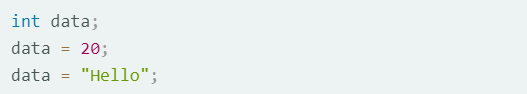 int data;
data = 20;
data = "Hello";